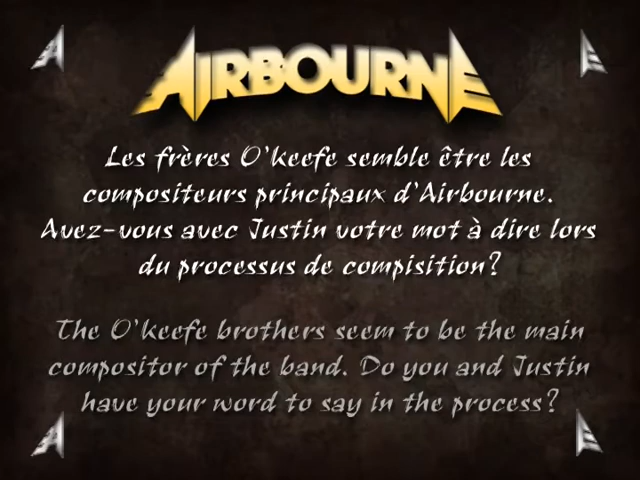 AIRBOURNE
Les frères O'keefe semble être les
compositeurs principaux d'Airbourne.
Avez-vous avec Justin votre mot à dire lors
du processus de compisition?
The O'keefe brothers seem to be the main
compositor of the band. Do you and Justin
have your word to say in the process?
A E
A E